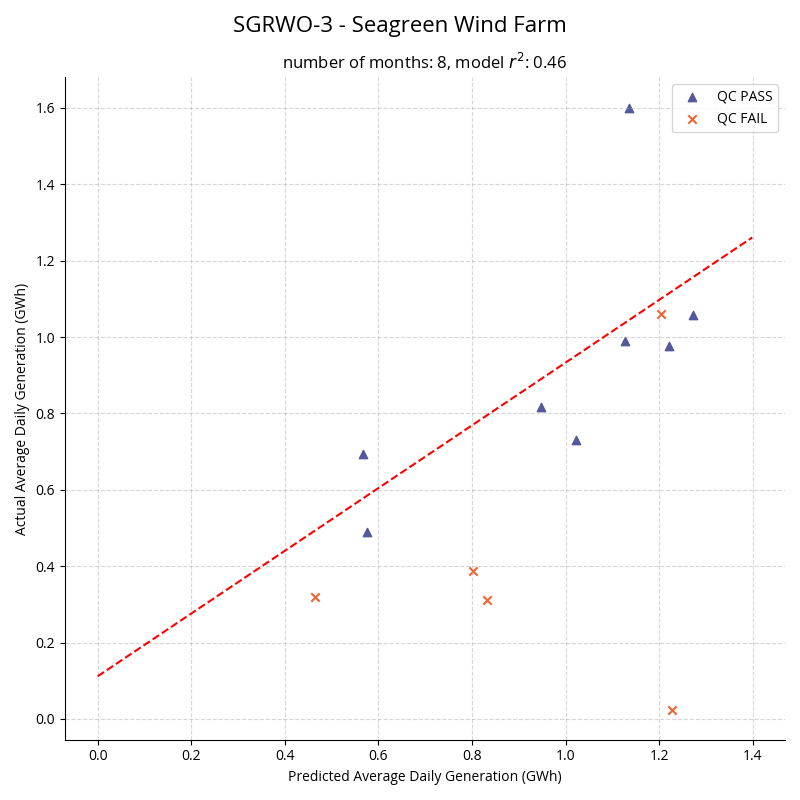 SGRWO-3 - Seagreen Wind Farm
number of months: 8, model r²: 0.46
QC PASS
QC FAIL
1.6
1.4
1.2
1.0
0.8
0.6
0.4
0.2
0.0
Actual Average Daily Generation (GWh)
0.0 0.2 0.4 0.6 0.8 1.0 1.2 1.4
Predicted Average Daily Generation (GWh)